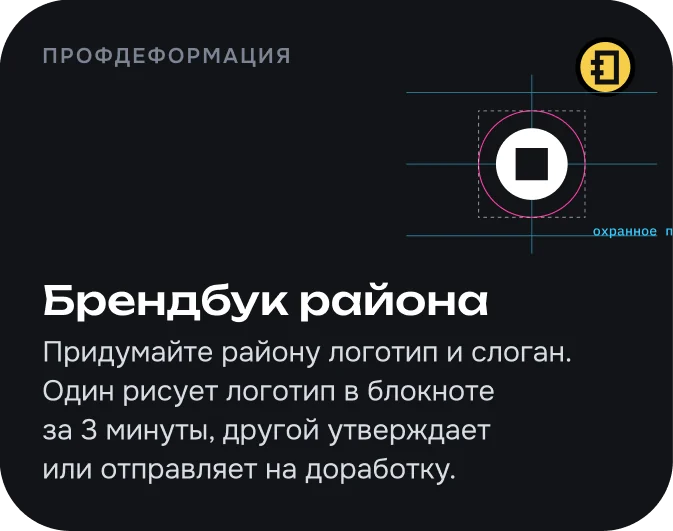 ПРОФДЕФОРМАЦИЯ
охранное п
Брендбук района
Придумайте району логотип и слоган.
Один рисует логотип в блокноте
за 3 минуты, другой утверждает
или отправляет на доработку.